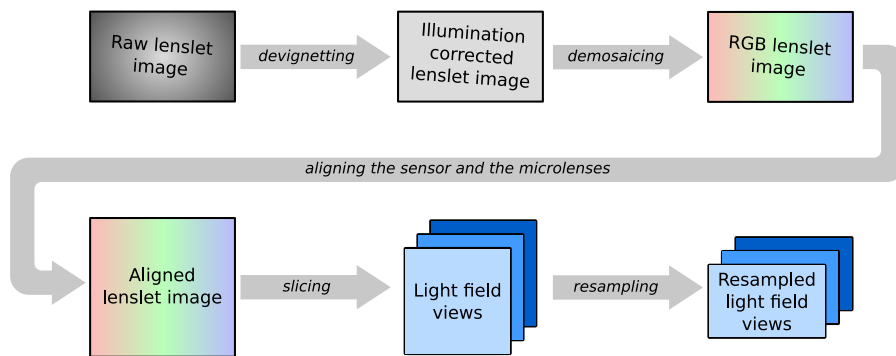 Raw lenslet
image
devignetting
Illumination
corrected
lenslet image
demosaicing
RGB lenslet
image
aligning the sensor and the microlenses
Aligned
lenslet image
slicing
Light field
views
resampling
Resampled
light field
views